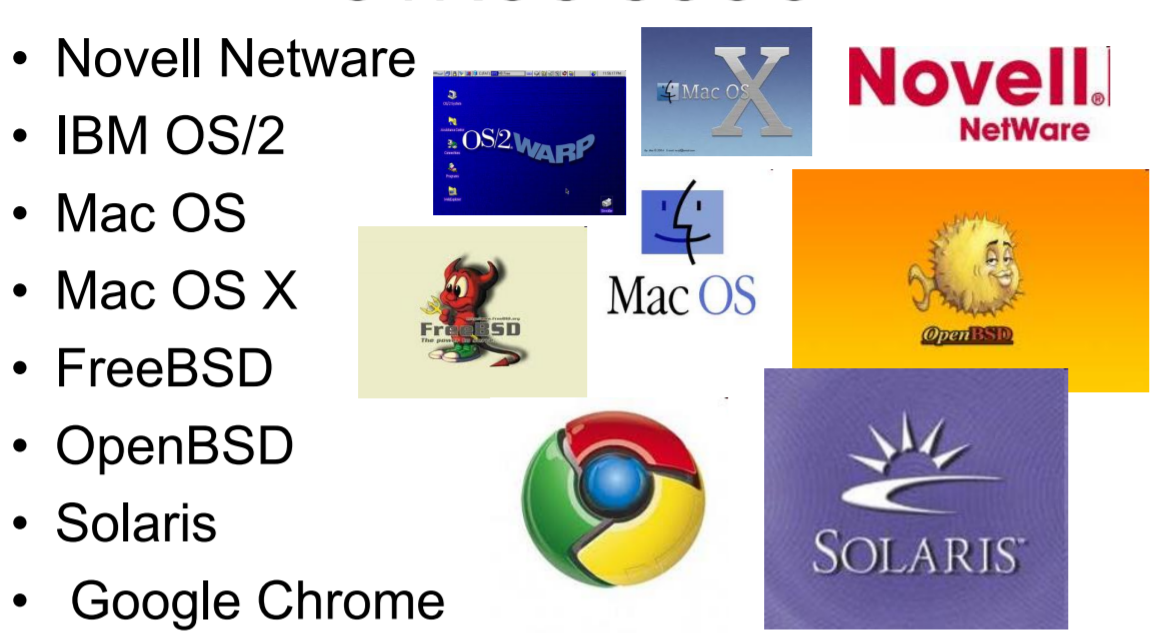 • Novell Netware
• IBM OS/2
• Mac OS
• Mac OS X
• FreeBSD
• OpenBSD
• Solaris
• Google Chrome
OS/2 WARP
Mac OS X
Novell®
NetWare
Mac OS
FreeBSD
OpenBSD
SOLARIS™